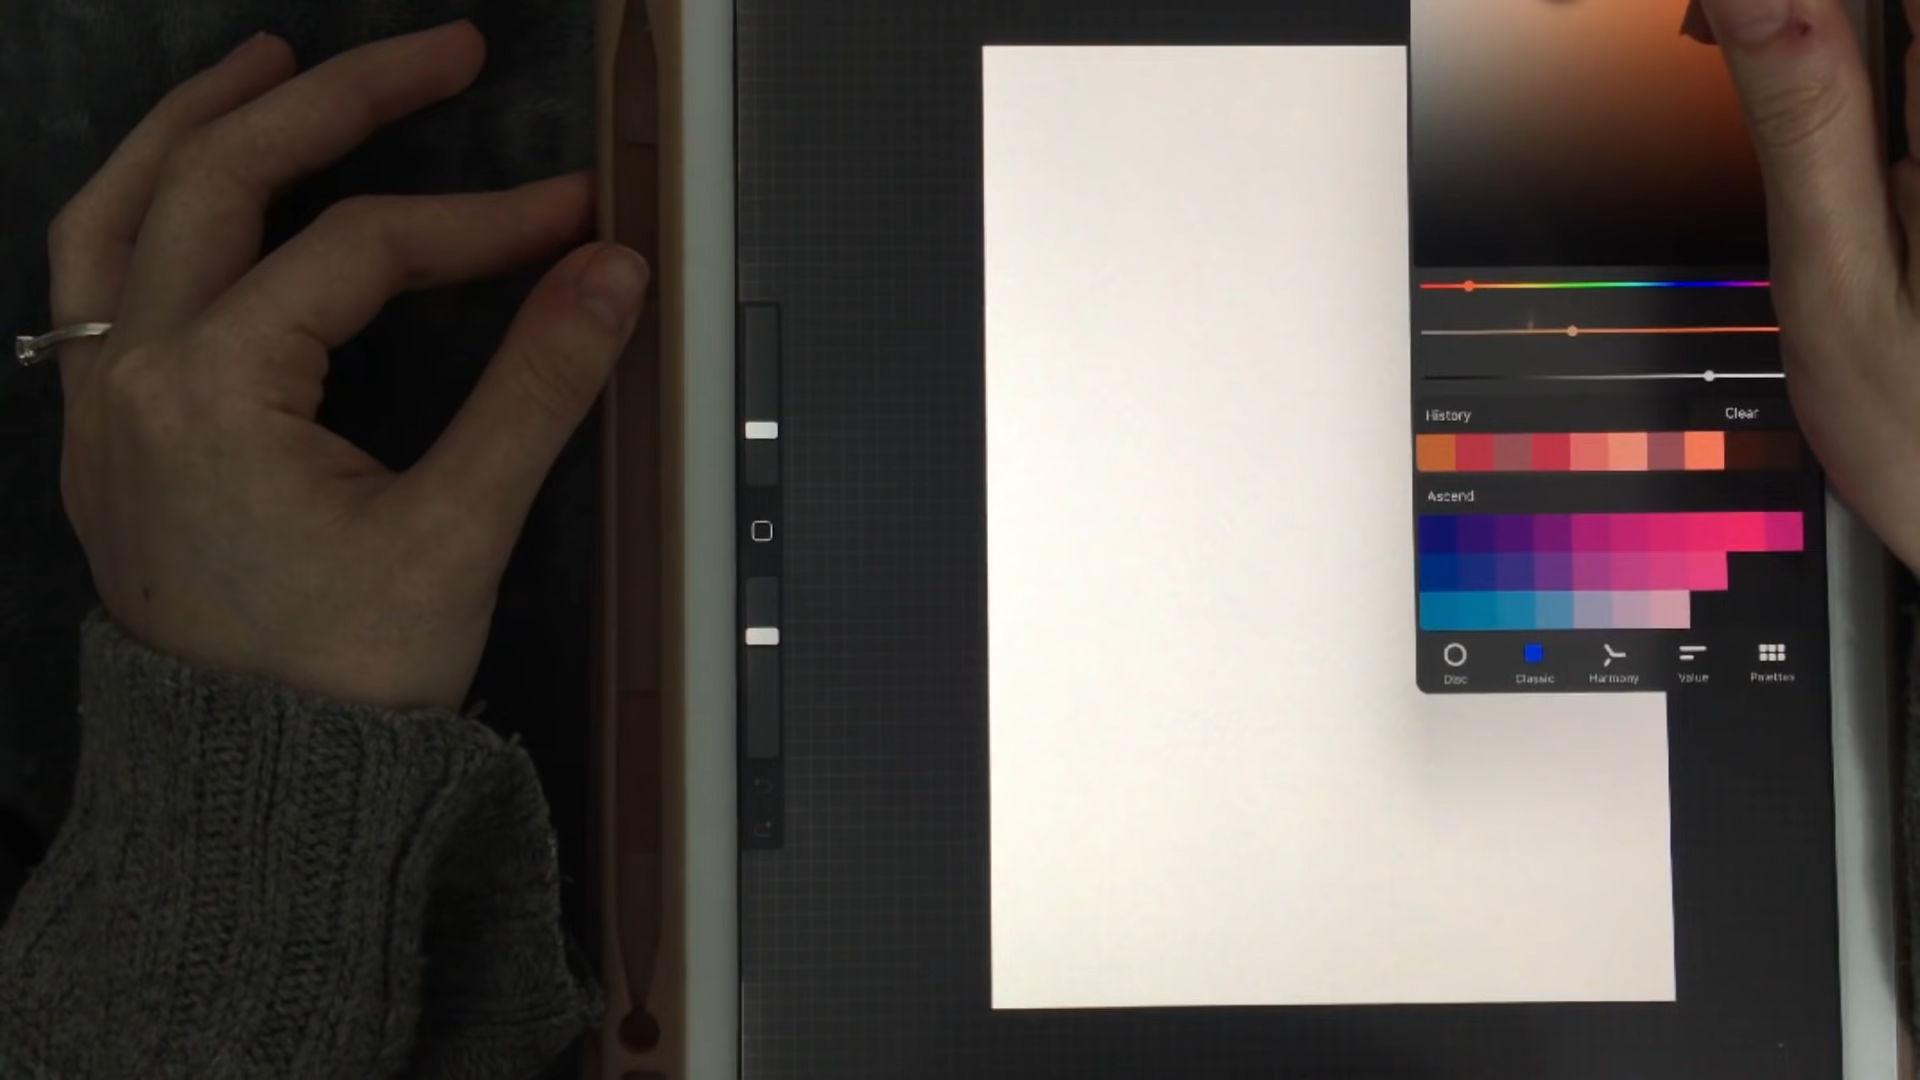 History
Clear
Ascend
Disc
Classic
Harmony
Value
Palettes